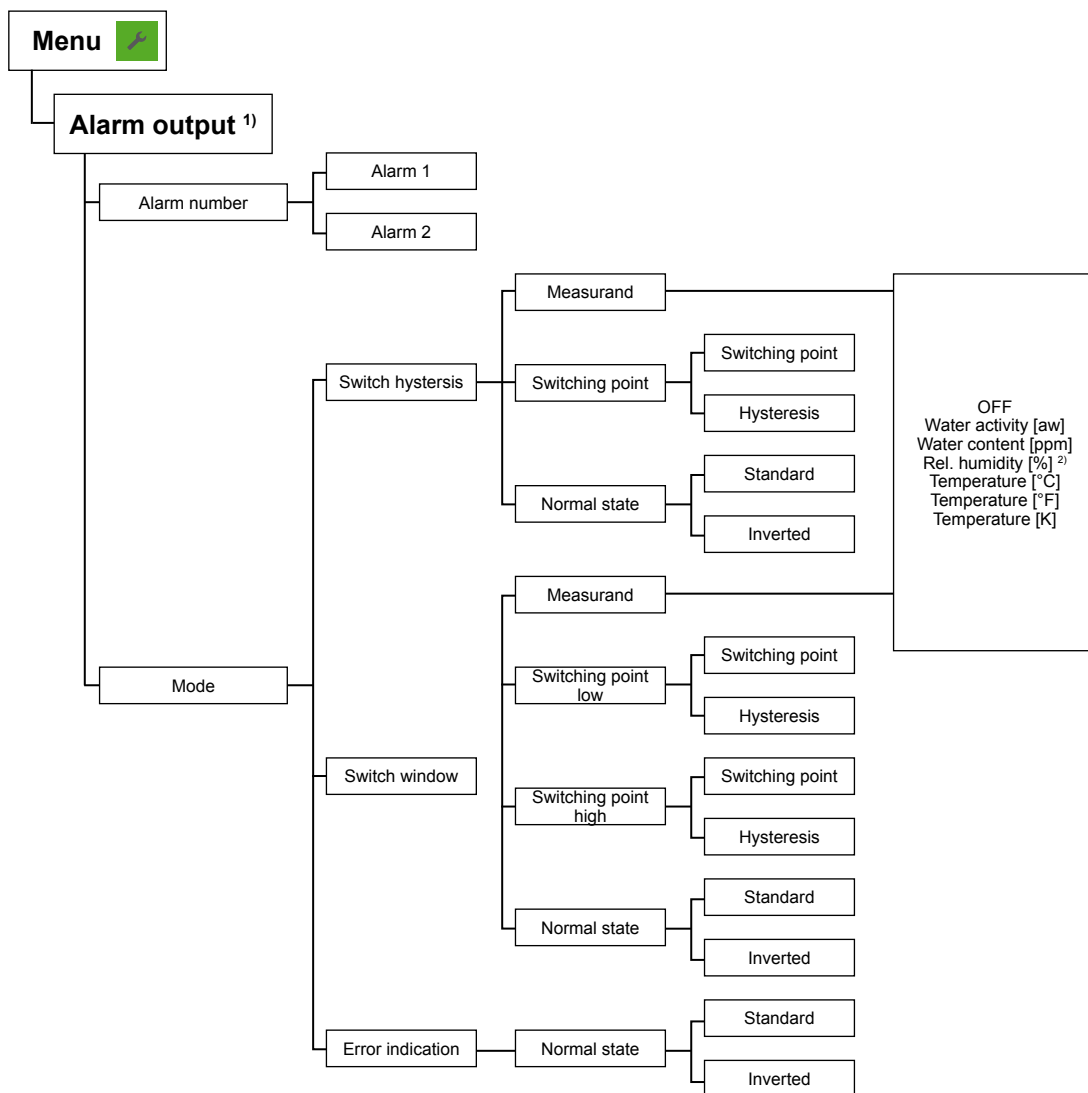 Menu
Alarm output 1)
Alarm number
Alarm 1
Alarm 2
Mode
Switch hystersis
Measurand
Switching point
Switching point
Hysteresis
Normal state
Standard
Inverted
OFF
Water activity [aw]
Water content [ppm]
Rel. humidity [%] 2)
Temperature [°C]
Temperature [°F]
Temperature [K]
Switch window
Measurand
Switching point
low
Switching point
Hysteresis
Switching point
high
Switching point
Hysteresis
Normal state
Standard
Inverted
Error indication
Normal state
Standard
Inverted